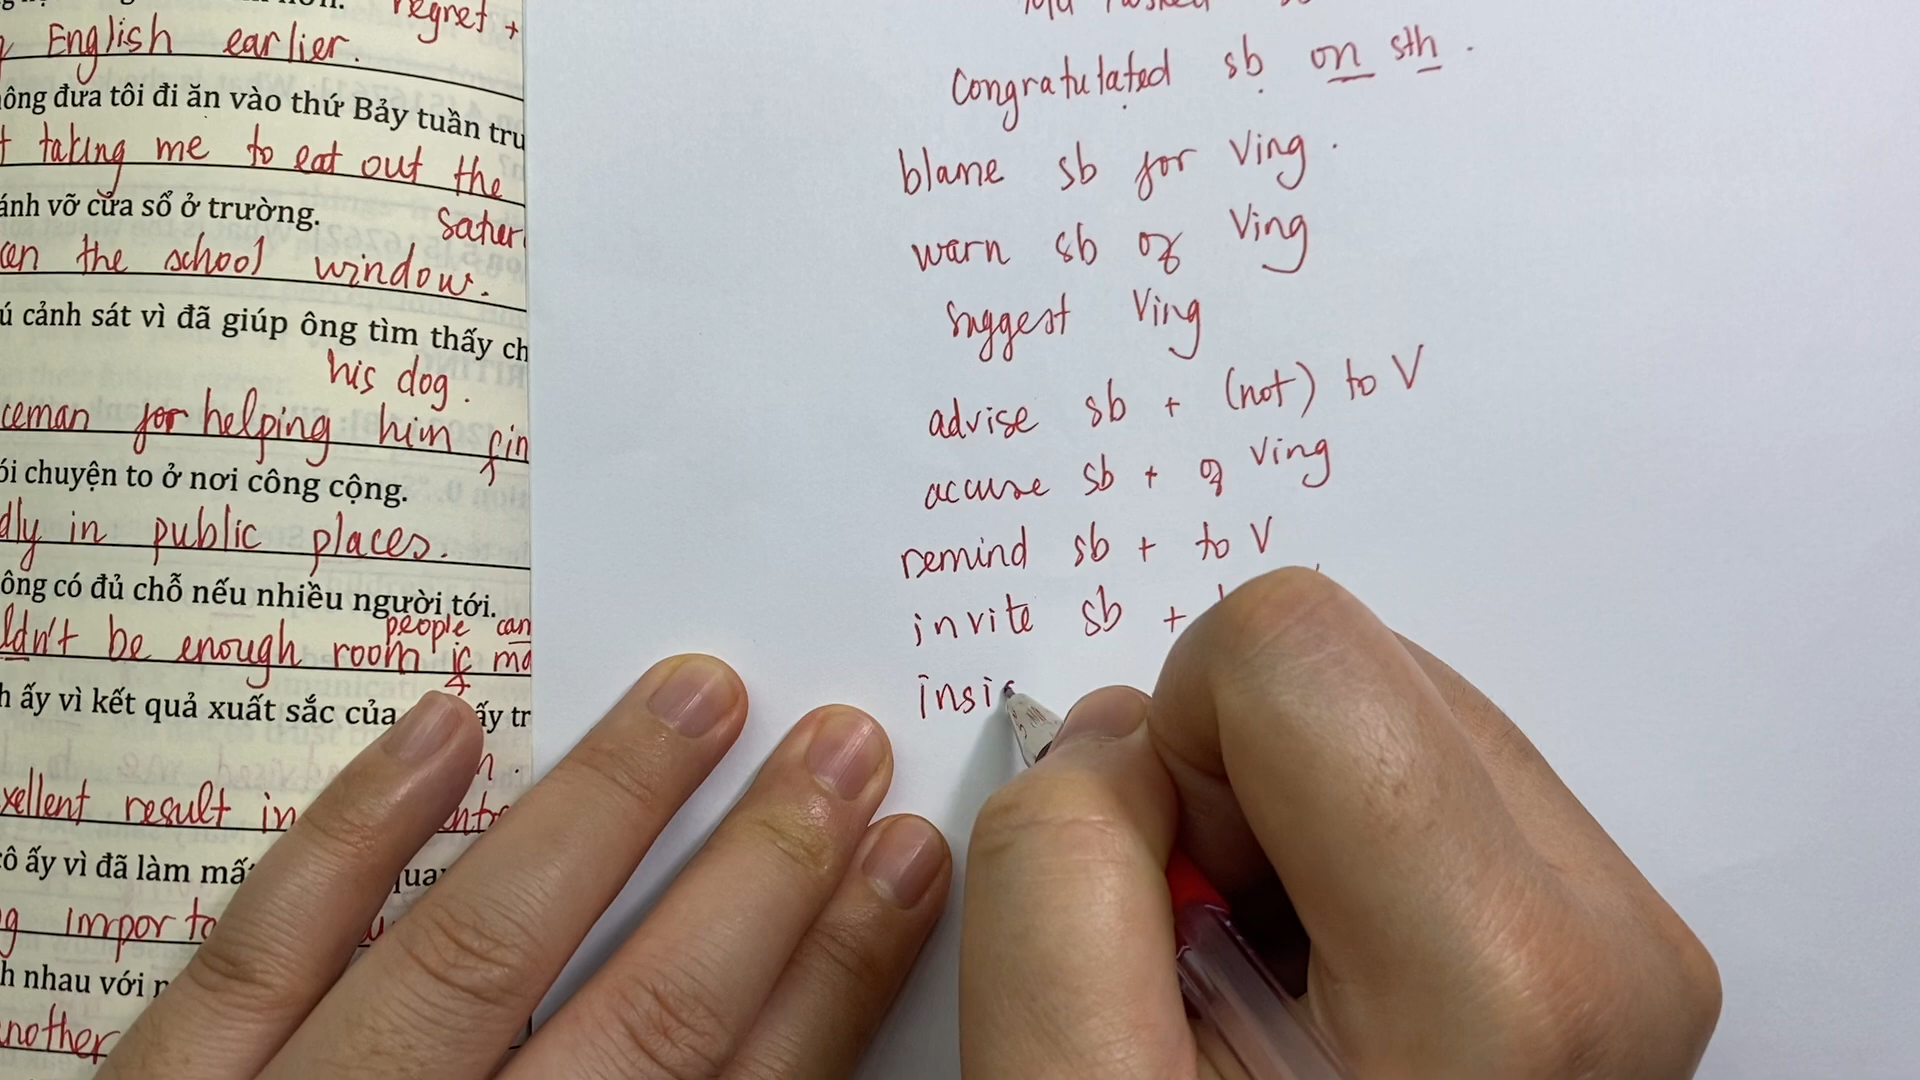 regret +
English earlier.
ông đưa tôi đi ăn vào thứ Bảy tuần trư
taking me to eat out the
ánh vỡ cửa sổ ở trường.
satur
ken the school window.
ú cảnh sát vì đã giúp ông tìm thấy ch
his dog.
ceman for helping him fin
ói chuyện to ở nơi công cộng.
dly in public places.
ông có đủ chỗ nếu nhiều người tới.
people can
ldn't be enough room if ma
h ấy vì kết quả xuất sắc của ấy tr
xcellent result in
ô ấy vì đã làm mấ qua
g importa
h nhau với
nother
Congratulated sb on sth.
blame sb for Ving.
warn sb of Ving
suggest Ving
advise sb + (not) to V
accuse sb + of Ving
remind sb + to V
invite sb +
insis